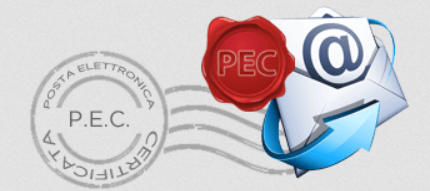 POSTA ELETTRONICA
P.E.C.
CERTIFICATA
PEC
@